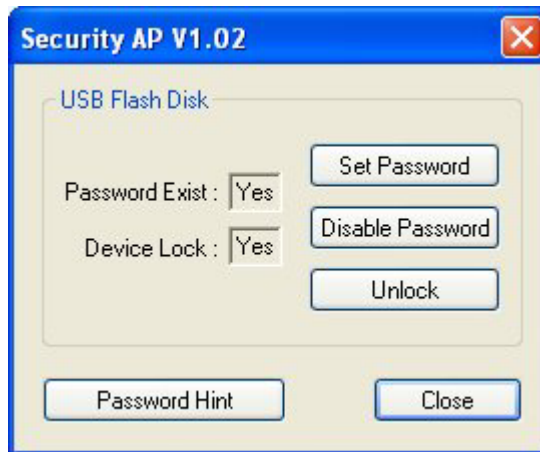 Security AP V1.02
USB Flash Disk
Password Exist : Yes
Device Lock : Yes
Set Password
Disable Password
Unlock
Password Hint
Close